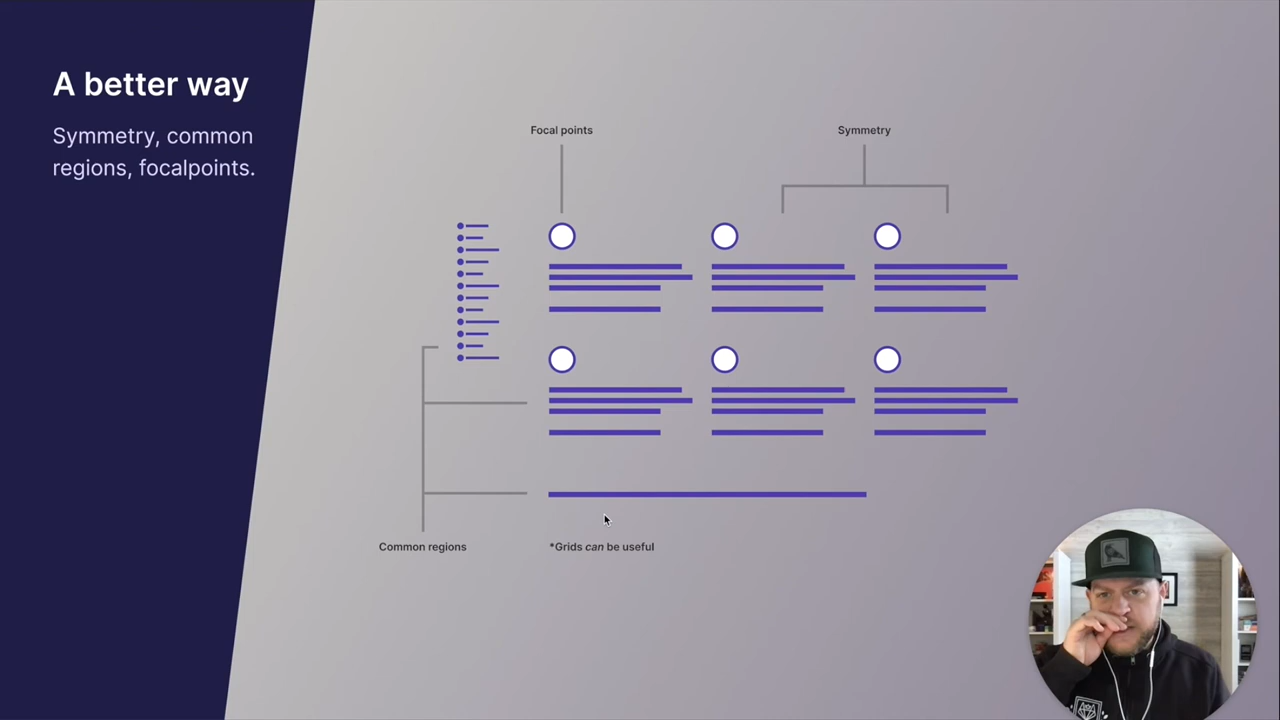 A better way
Symmetry, common
regions, focalpoints.
Focal points
Symmetry
Common regions
*Grids can be useful